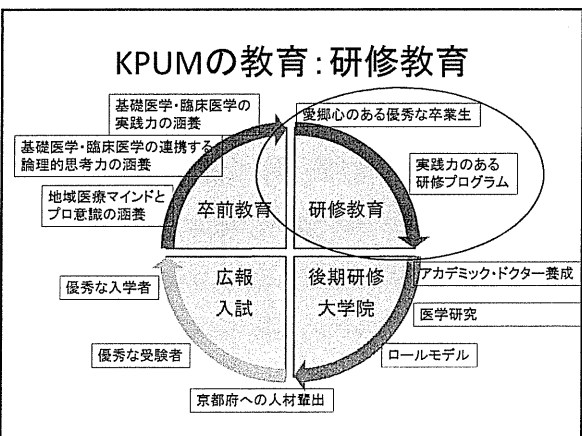 KPUMの教育:研修教育
基礎医学・臨床医学の
実践力の涵養
愛郷心のある優秀な卒業生
基礎医学・臨床医学の連携する
論理的思考力の涵養
実践力のある
研修プログラム
地域医療マインドと
プロ意識の涵養
卒前教育
研修教育
広報
入試
後期研修
大学院
アカデミック・ドクター養成
優秀な入学者
医学研究
優秀な受験者
ロールモデル
京都府への人材輩出